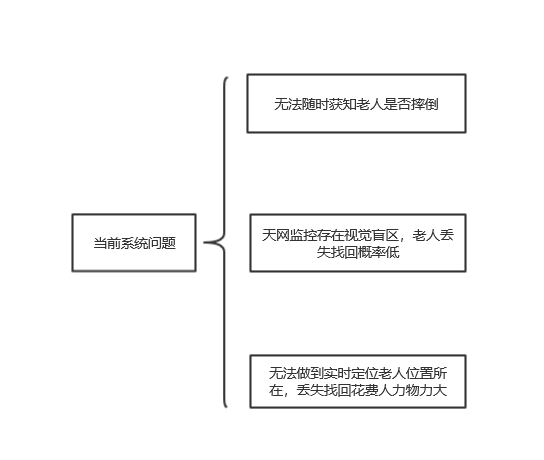 无法随时获知老人是否摔倒
当前系统问题
天网监控存在视觉盲区，老人丢
失找回概率低
无法做到实时定位老人位置所
在，丢失找回花费人力物力大